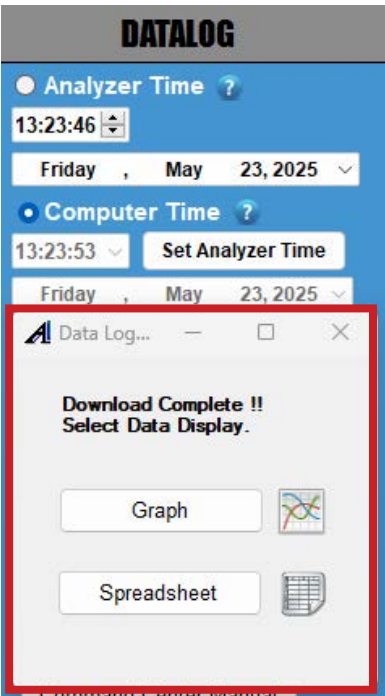 DATALOG
Analyzer Time ?
13:23:46
Friday , May 23, 2025
Computer Time ?
13:23:53 Set Analyzer Time
Friday , May 23, 2025
Data Log...
Download Complete !!
Select Data Display.
Graph
Spreadsheet